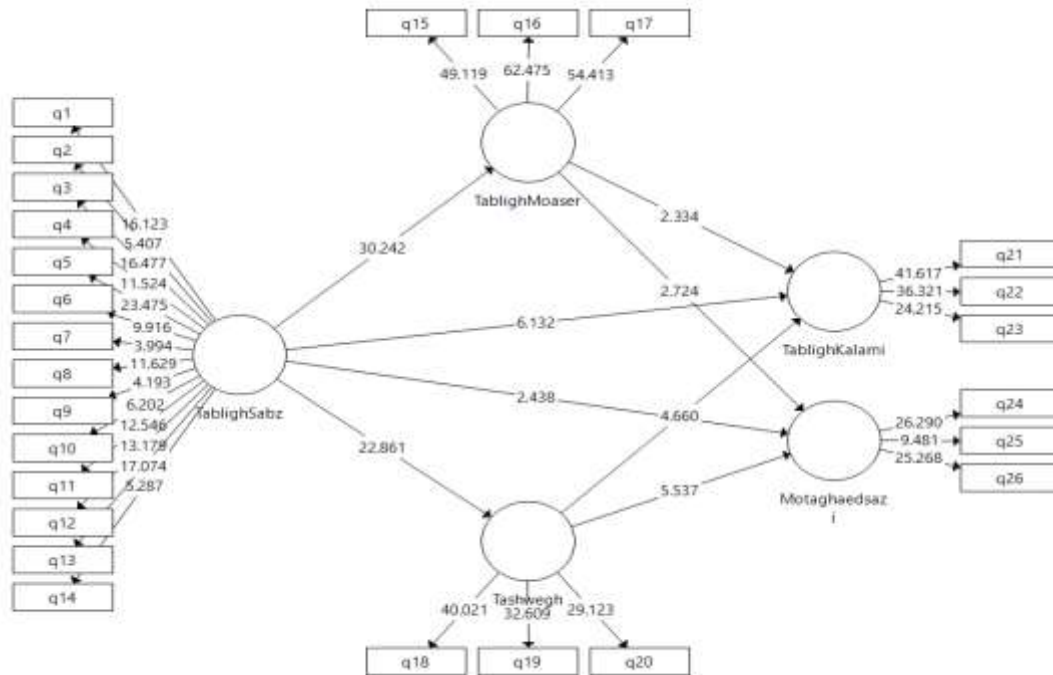 q15
q16
q17
49.119
62.475
54.413
TablighMoaser
q1
q2
q3
q4
q5
q6
q7
q8
q9
q10
q11
q12
q13
q14
16.123
5.407
16.477
11.524
23.475
9.916
3.994
11.629
4.193
6.202
12.546
13.179
17.074
5.287
TablighSabz
30.242
6.132
2.438
22.861
2.334
2.724
4.660
5.537
TablighKalami
41.617
36.321
24.215
q21
q22
q23
Motaghaedsaz
i
26.290
9.481
25.268
q24
q25
q26
Tashwegh
40.021
32.609
29.123
q18
q19
q20